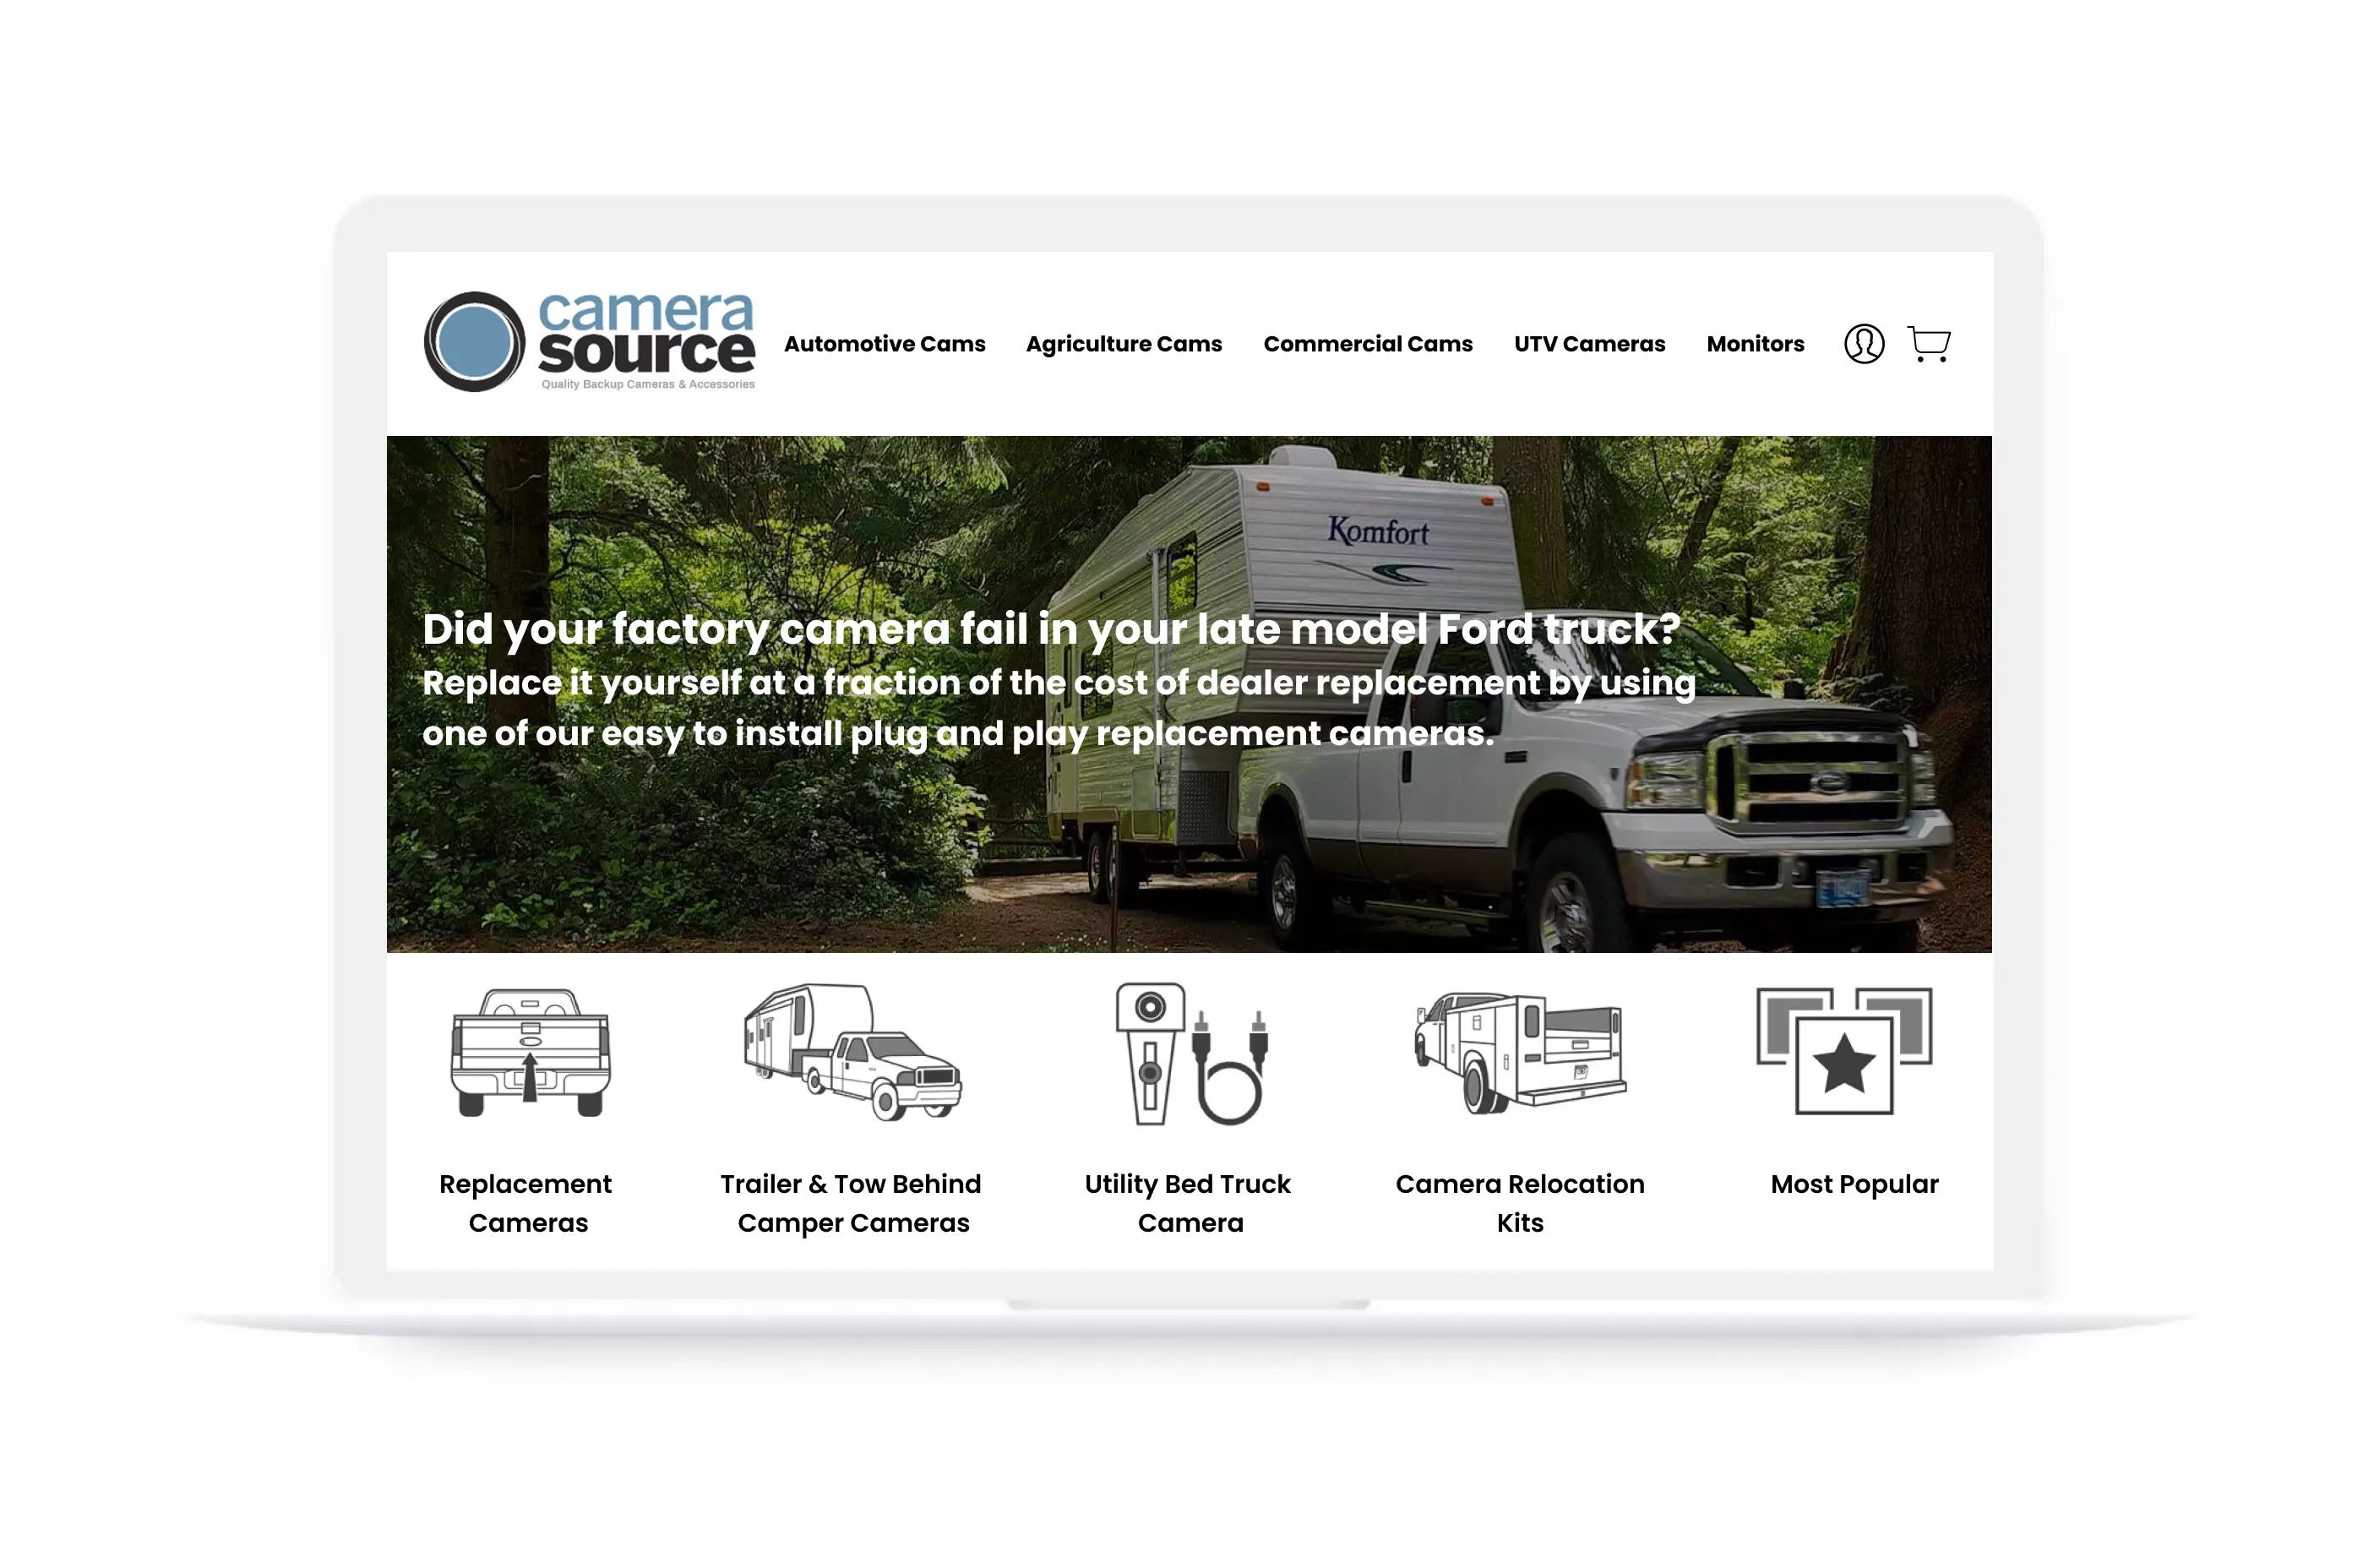 camera
source
Quality Backup Cameras & Accessories
Automotive Cams
Agriculture Cams
Commercial Cams
UTV Cameras
Monitors
Komfort
Did your factory camera fail in your late model Ford truck?
Replace it yourself at a fraction of the cost of dealer replacement by using
one of our easy to install plug and play replacement cameras.
Replacement
Cameras
Trailer & Tow Behind
Camper Cameras
Utility Bed Truck
Camera
Camera Relocation
Kits
Most Popular